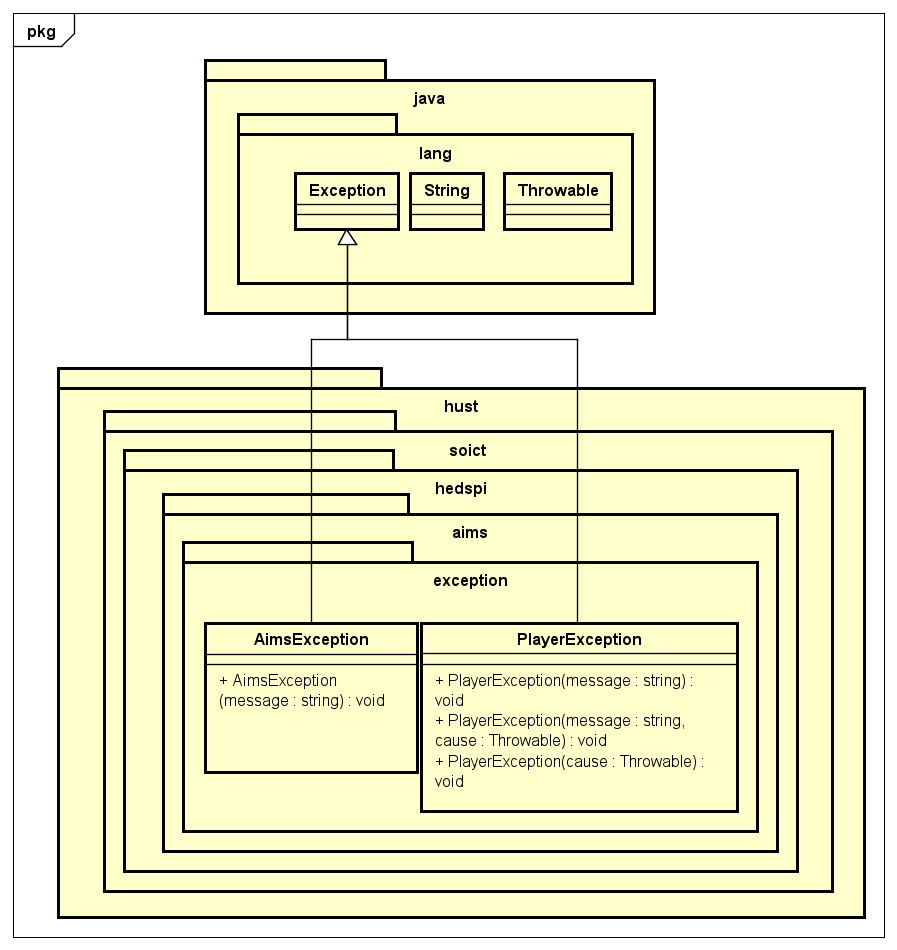 pkg
java
lang
Exception
String
Throwable
hust
soict
hedspi
aims
exception
AimsException
+ AimsException
(message : string) : void
PlayerException
+ PlayerException(message : string) :
void
+ PlayerException(message : string,
cause : Throwable) : void
+ PlayerException(cause : Throwable) :
void